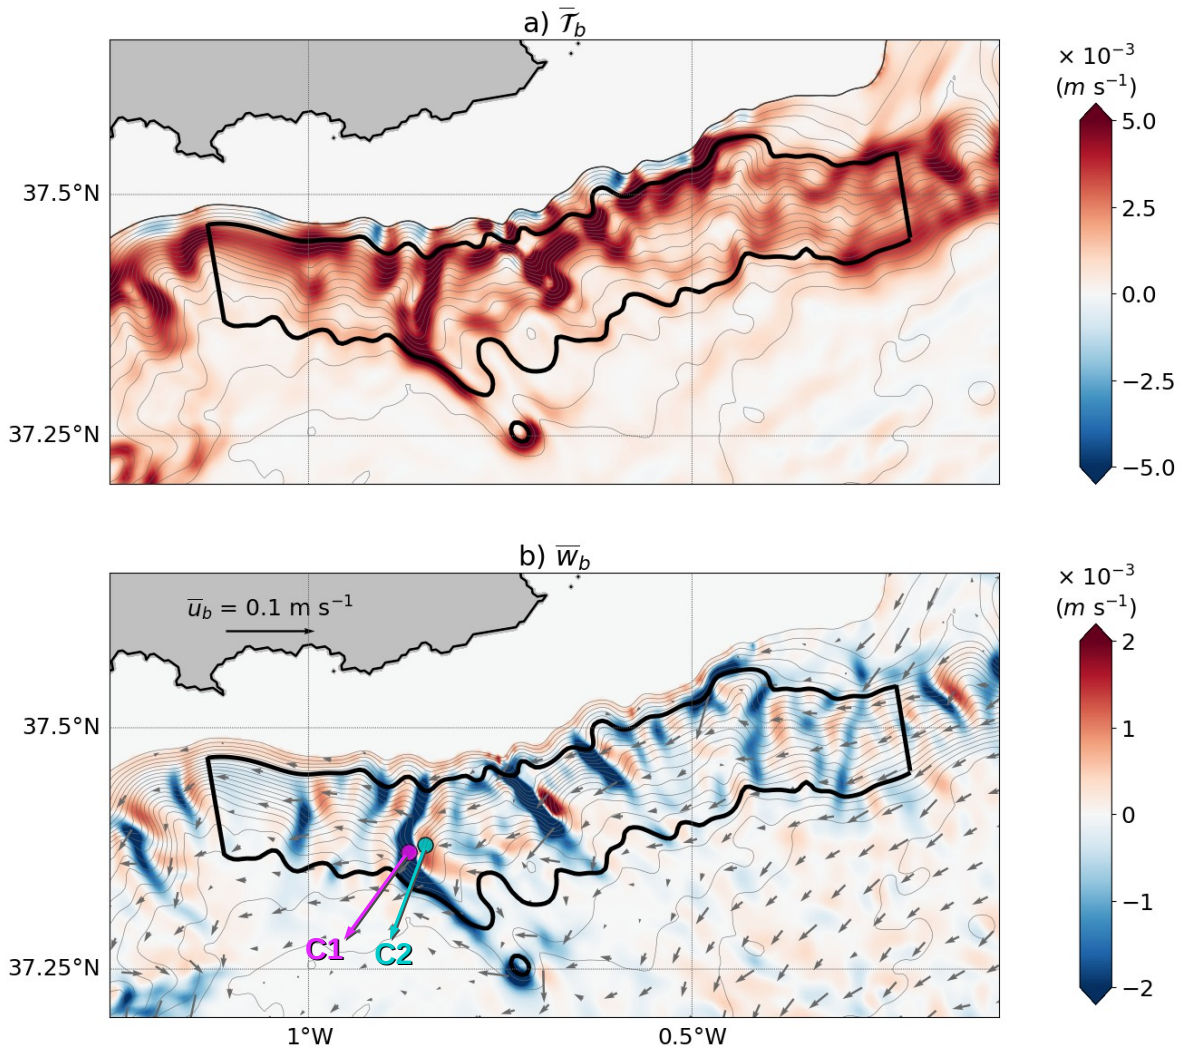 a) 𝒯̅_b
× 10⁻³
(m s⁻¹)
5.0
2.5
0.0
−2.5
−5.0
37.5°N
37.25°N
b) w̅_b
× 10⁻³
(m s⁻¹)
2
1
0
−1
−2
u̅_b = 0.1 m s⁻¹
37.5°N
C1
C2
37.25°N
1°W
0.5°W